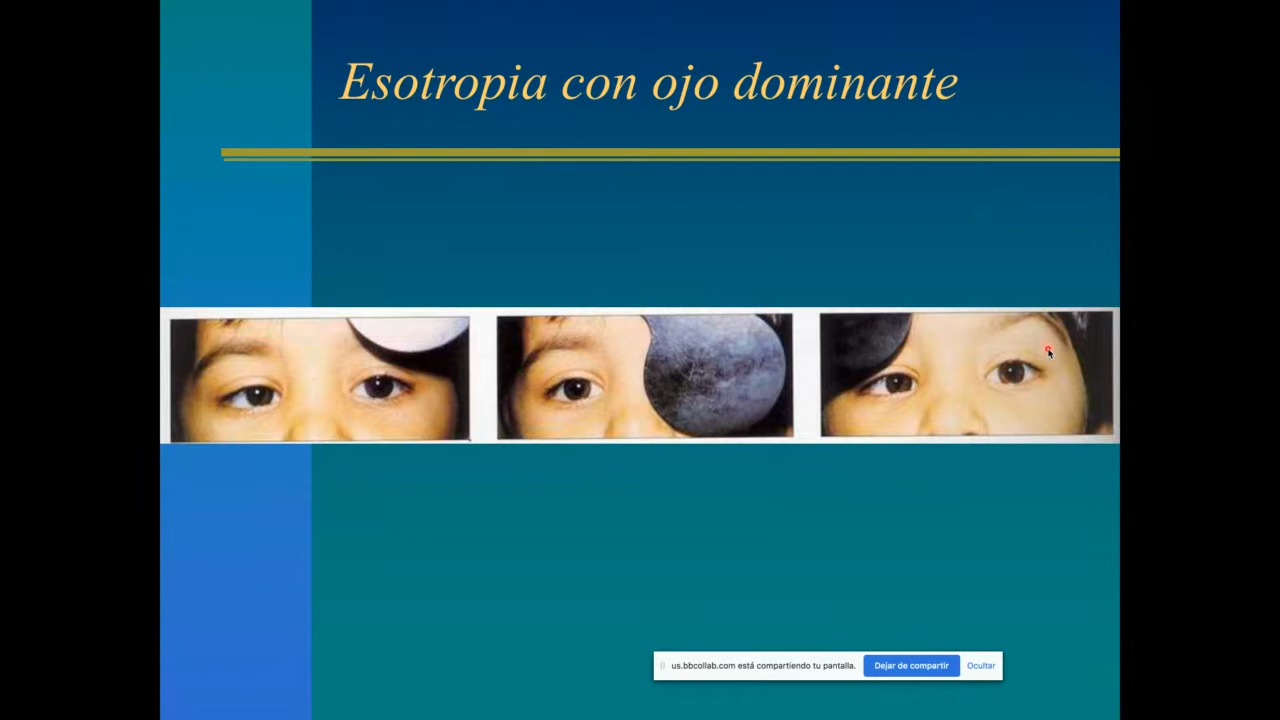 Esotropia con ojo dominante
us.bbcollab.com está compartiendo tu pantalla.
Dejar de compartir
Ocultar